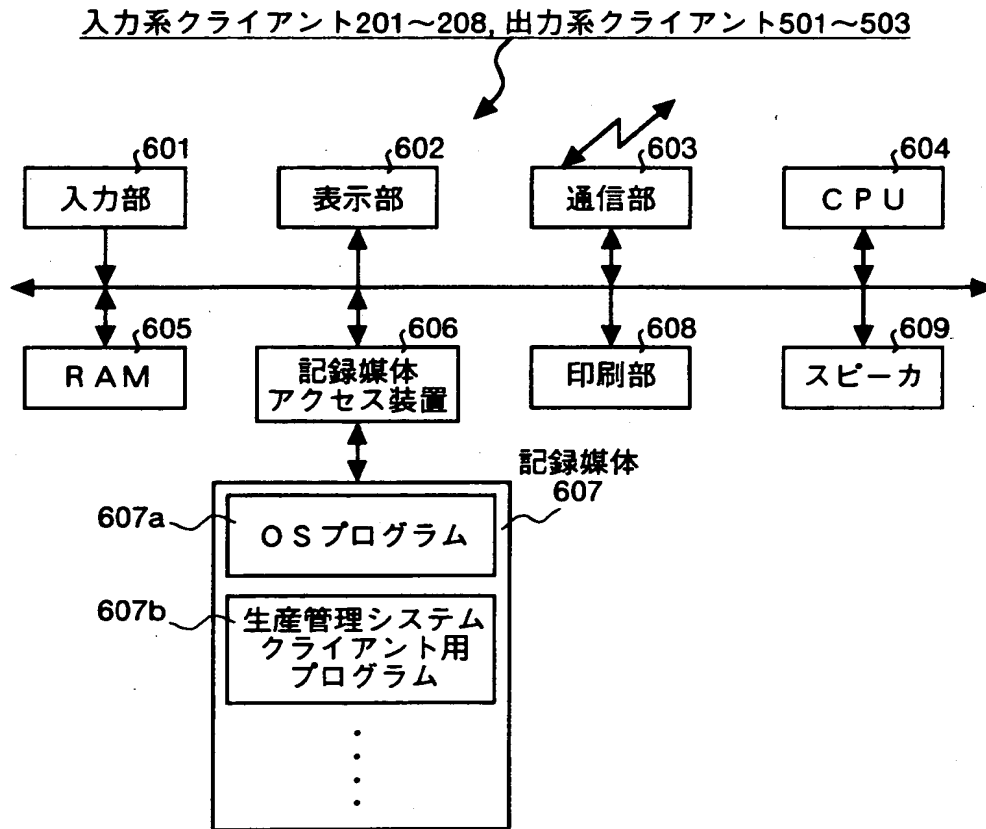 入力系クライアント201～208, 出力系クライアント501～503
601
602
603
604
入力部
表示部
通信部
CPU
605
606
608
609
RAM
記録媒体
アクセス装置
印刷部
スピーカ
記録媒体
607
607a
OSプログラム
607b
生産管理システム
クライアント用
プログラム